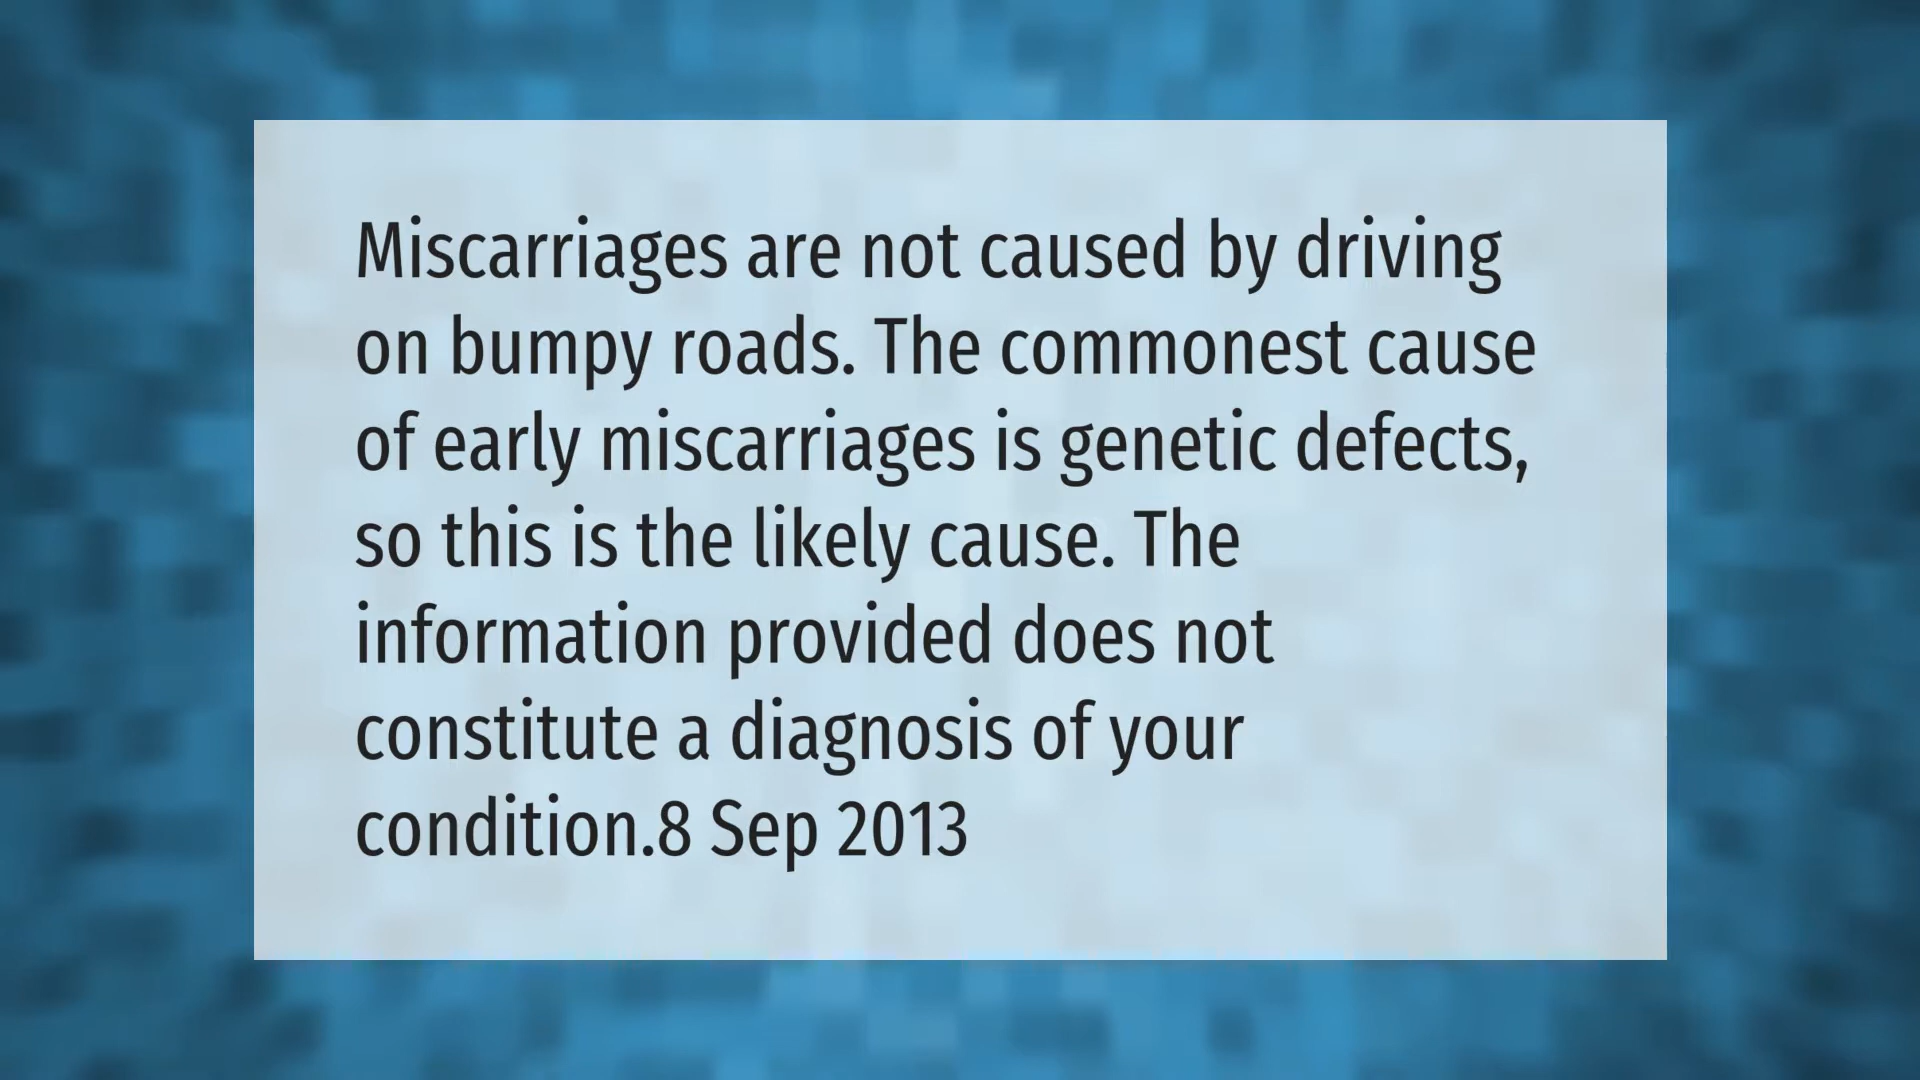 Miscarriages are not caused by driving
on bumpy roads. The commonest cause
of early miscarriages is genetic defects,
so this is the likely cause. The
information provided does not
constitute a diagnosis of your
condition.8 Sep 2013